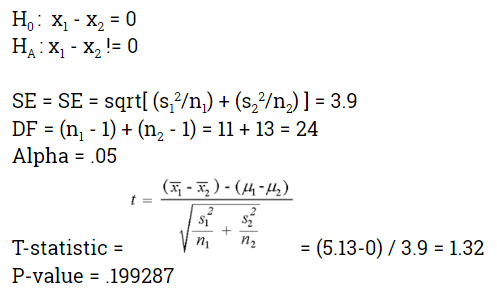 H₀: x₁ - x₂ = 0
H_A: x₁ - x₂ != 0
SE = SE = sqrt[ (s₁²/n₁) + (s₂²/n₂) ] = 3.9
DF = (n₁ - 1) + (n₂ - 1) = 11 + 13 = 24
Alpha = .05
T-statistic = t = ((x̅₁ - x̅₂) - (μ₁ - μ₂)) / √(s₁²/n₁ + s₂²/n₂) = (5.13-0) / 3.9 = 1.32
P-value = .199287